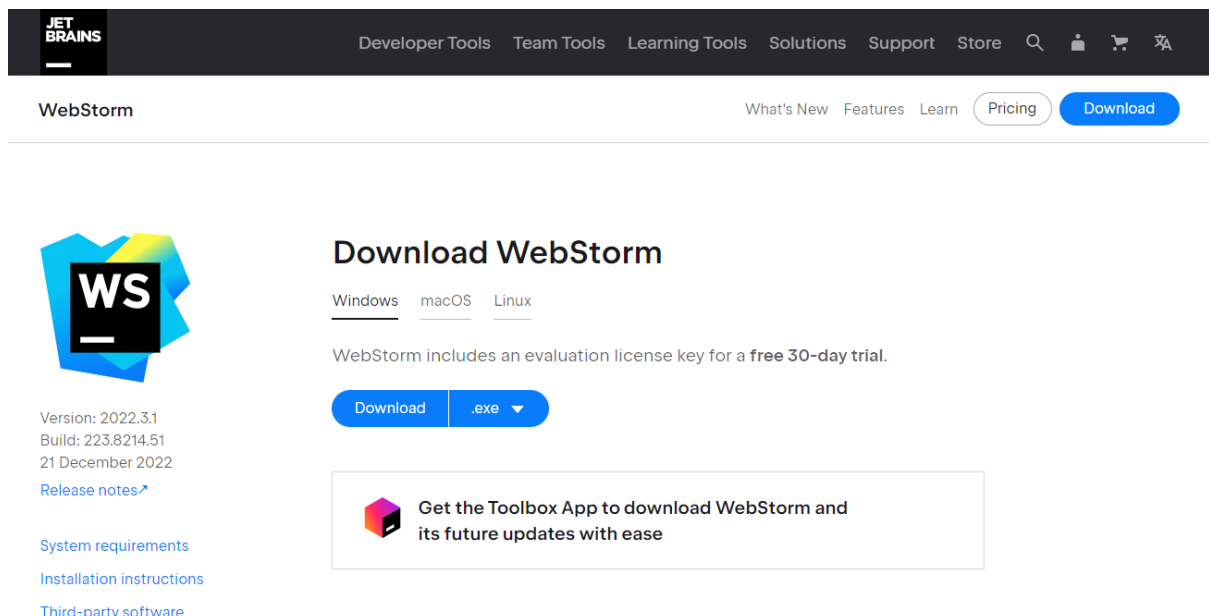 JET
BRAINS
Developer Tools Team Tools Learning Tools Solutions Support Store
WebStorm
What's New Features Learn Pricing Download
WS
Download WebStorm
Windows macOS Linux
WebStorm includes an evaluation license key for a free 30-day trial.
Download .exe
Version: 2022.3.1
Build: 223.8214.51
21 December 2022
Release notes↗
Get the Toolbox App to download WebStorm and
its future updates with ease
System requirements
Installation instructions
Third-party software